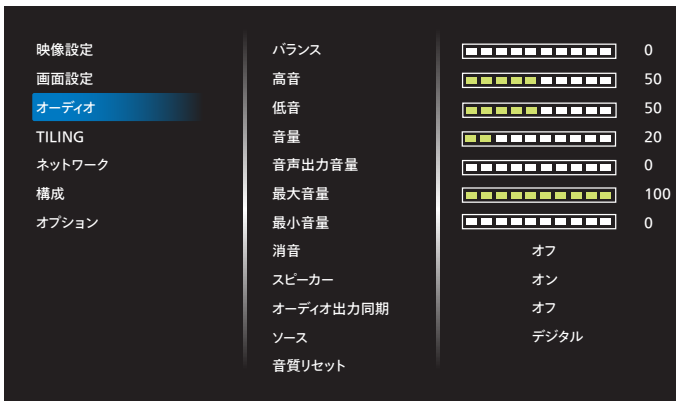 映像設定
画面設定
オーディオ
TILING
ネットワーク
構成
オプション
バランス 0
高音 50
低音 50
音量 20
音声出力音量 0
最大音量 100
最小音量 0
消音 オフ
スピーカー オン
オーディオ出力同期 オフ
ソース デジタル
音質リセット